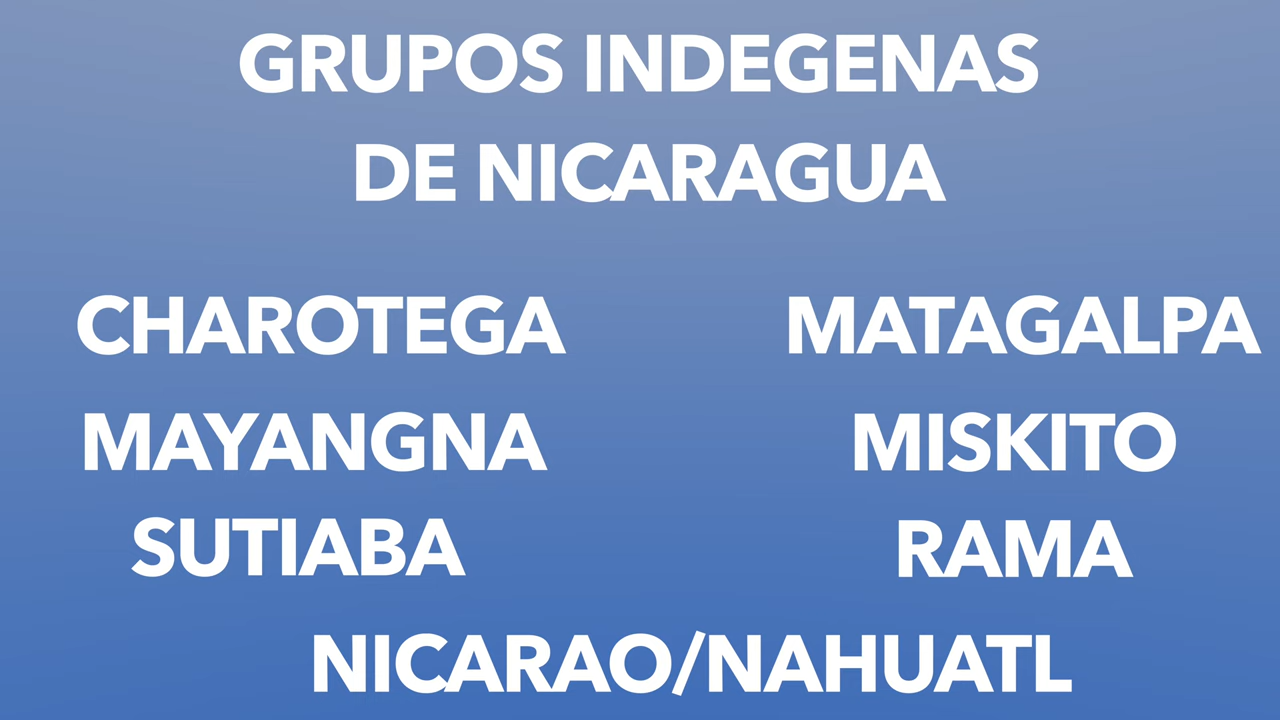 GRUPOS INDEGENAS
DE NICARAGUA
CHAROTEGA MATAGALPA
MAYANGNA MISKITO
SUTIABA RAMA
NICARAO/NAHUATL